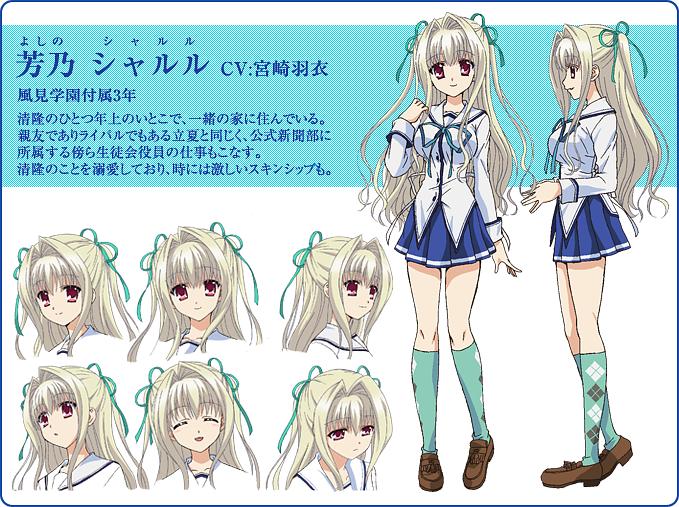 よしの シャルル
芳乃 シャルル CV:宮崎羽衣
風見学園付属3年
清隆のひとつ年上のいとこで、一緒の家に住んでいる。
親友でありライバルでもある立夏と同じく、公式新聞部に
所属する傍ら生徒会役員の仕事もこなす。
清隆のことを溺愛しており、時には激しいスキンシップも。